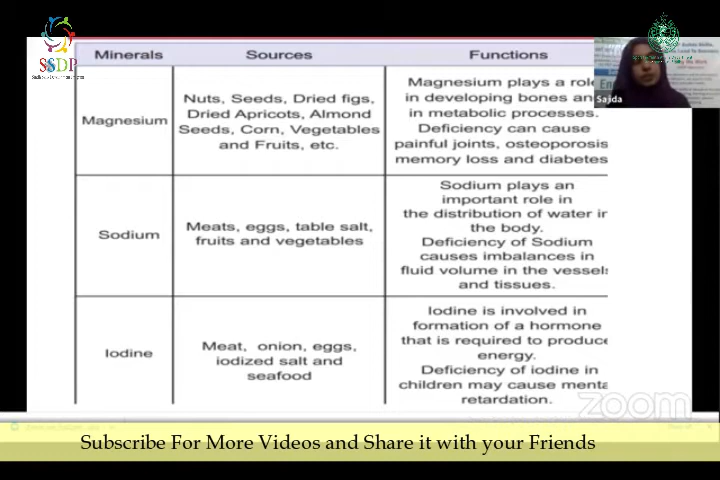 SSDP
Minerals
Sources
Functions
Magnesium
Nuts, Seeds, Dried figs,
Dried Apricots, Almond
Seeds, Corn, Vegetables
and Fruits, etc.
Magnesium plays a role
in developing bones and
in metabolic processes.
Deficiency can cause
painful joints, osteoporosis
memory loss and diabetes
Sodium
Meats, eggs, table salt,
fruits and vegetables
Sodium plays an
important role in
the distribution of water in
the body.
Deficiency of Sodium
causes imbalances in
fluid volume in the vessels
and tissues.
Iodine
Meat, onion, eggs,
iodized salt and
seafood
Iodine is involved in
formation of a hormone
that is required to produce
energy.
Deficiency of iodine in
children may cause menta
retardation.
Sajda
zoom
Subscribe For More Videos and Share it with your Friends